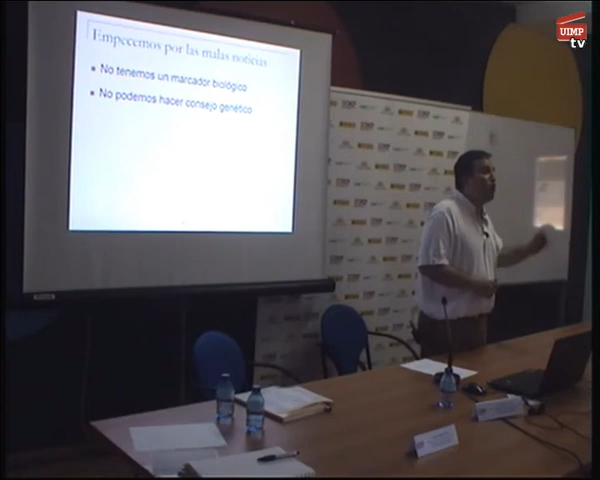 Empecemos por las malas noticias
No tenemos un marcador biológico
No podemos hacer consejo genético
UIMP
tv